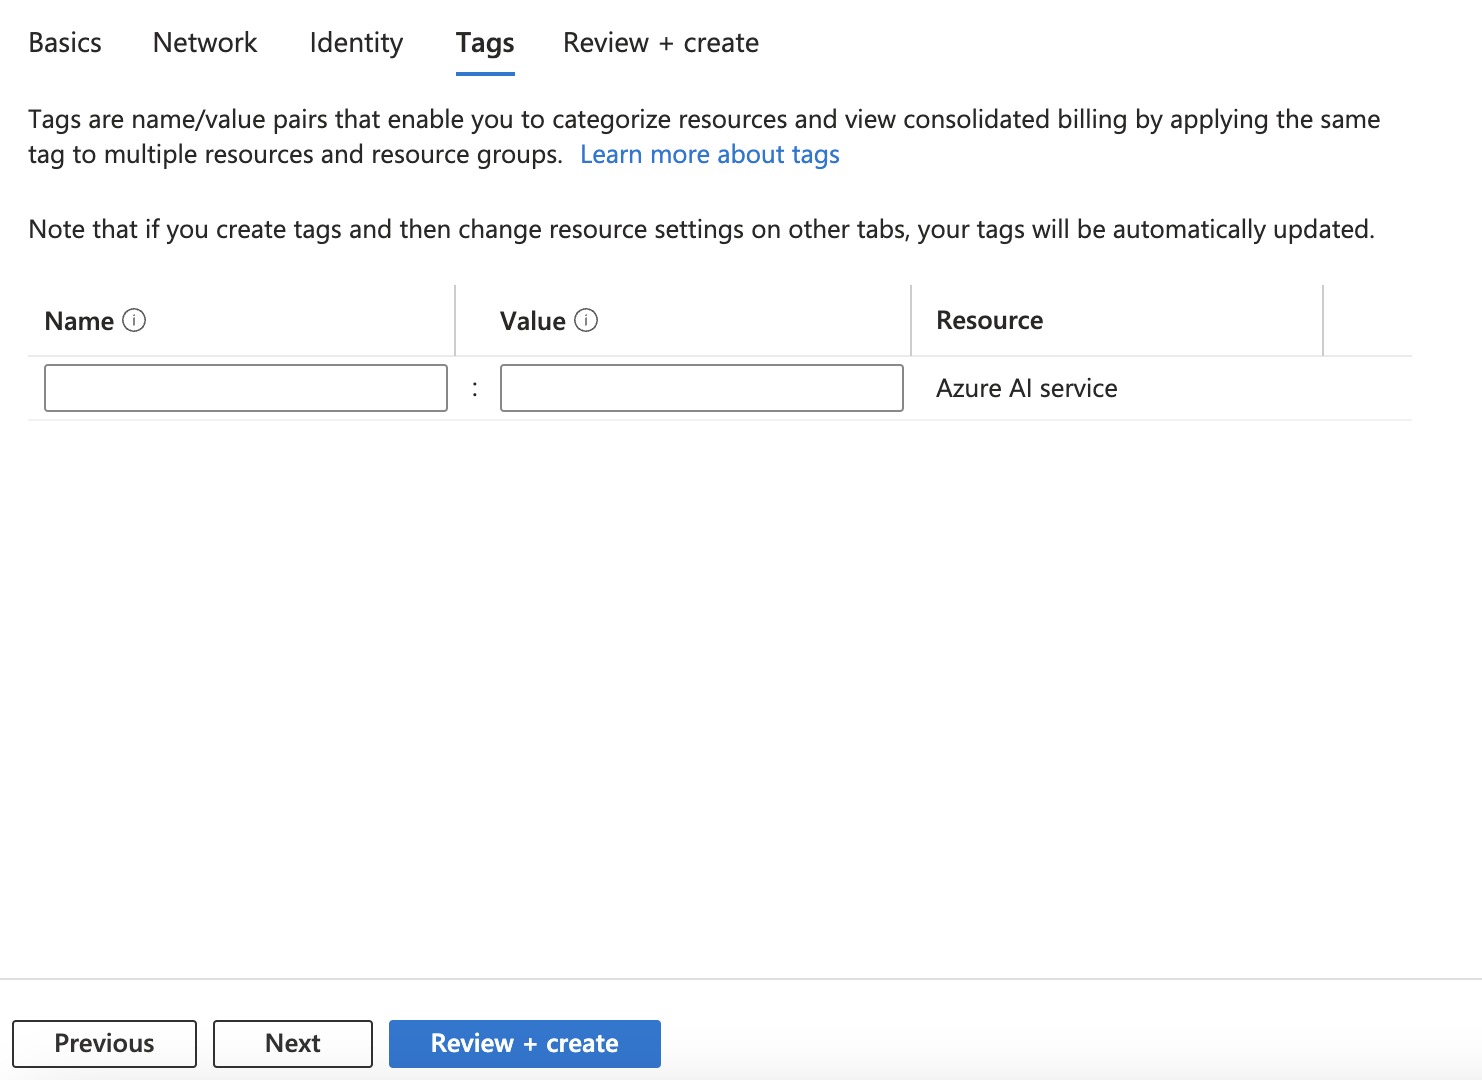 Basics Network Identity Tags Review + create
Tags are name/value pairs that enable you to categorize resources and view consolidated billing by applying the same
tag to multiple resources and resource groups. Learn more about tags
Note that if you create tags and then change resource settings on other tabs, your tags will be automatically updated.
Name Value Resource
: Azure AI service
Previous Next Review + create